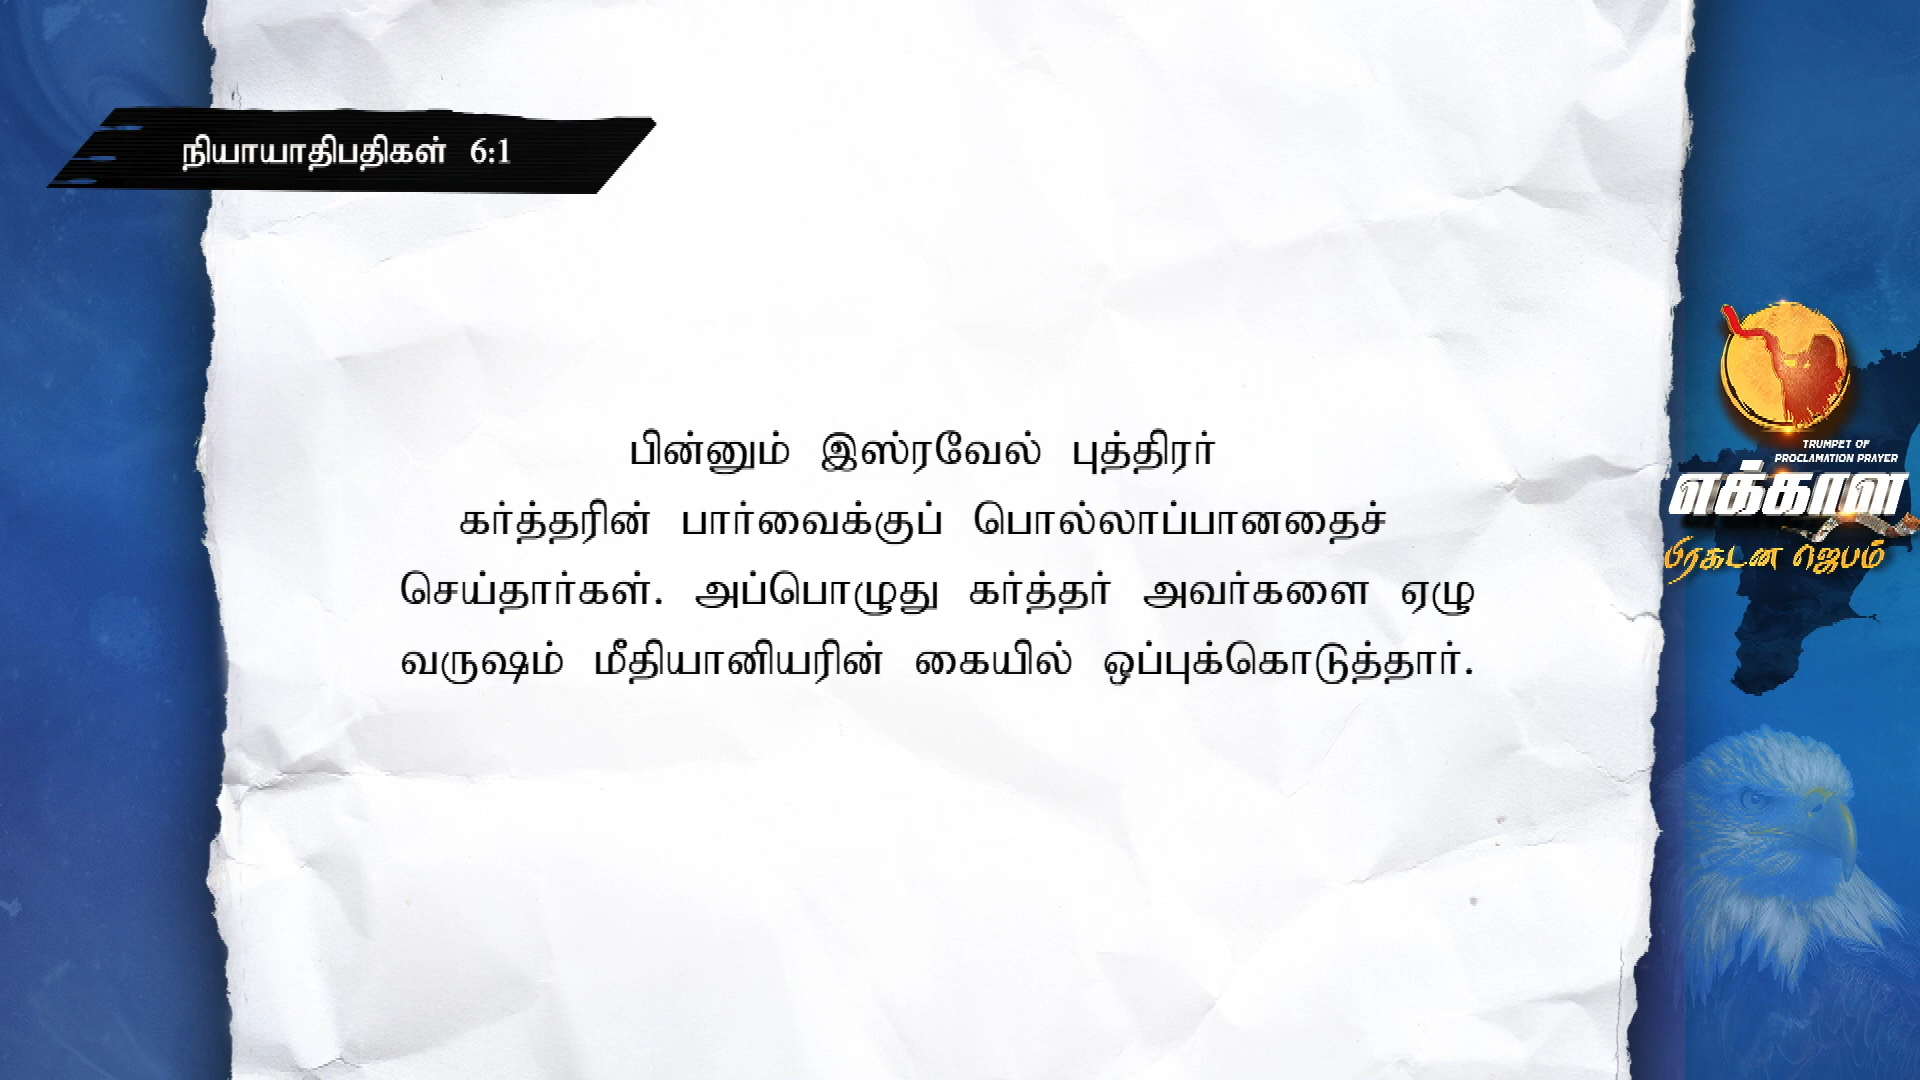 நியாயாதிபதிகள் 6:1
பின்னும் இஸ்ரவேல் புத்திரர்
கர்த்தரின் பார்வைக்குப் பொல்லாப்பானதைச்
செய்தார்கள். அப்பொழுது கர்த்தர் அவர்களை ஏழு
வருஷம் மீதியானியரின் கையில் ஒப்புக்கொடுத்தார்.
TRUMPET OF
PROCLAMATION PRAYER
எக்காள
பிரகடன ஜெபம்